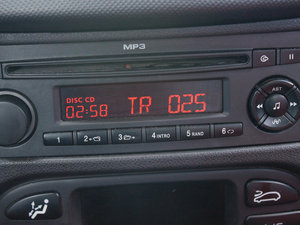 MP3
DISC CD
02:58 TR 025
AST
1 2 3 4 INTRO 5 RAND 6